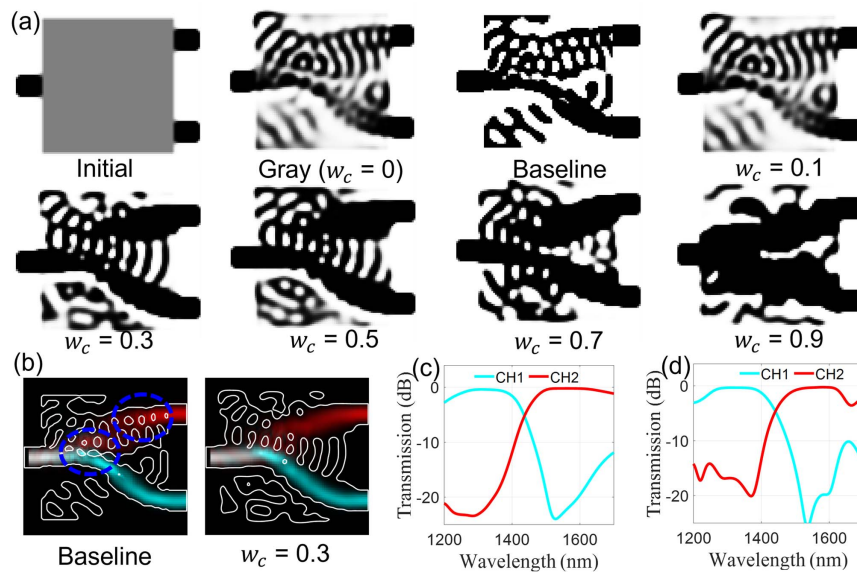 (a)
Initial
Gray (w_c = 0)
Baseline
w_c = 0.1
w_c = 0.3
w_c = 0.5
w_c = 0.7
w_c = 0.9
(b)
Baseline
w_c = 0.3
(c)
CH1 CH2
Transmission (dB)
0
-10
-20
1200 1400 1600
Wavelength (nm)
(d)
CH1 CH2
Transmission (dB)
0
-10
-20
1200 1400 1600
Wavelength (nm)